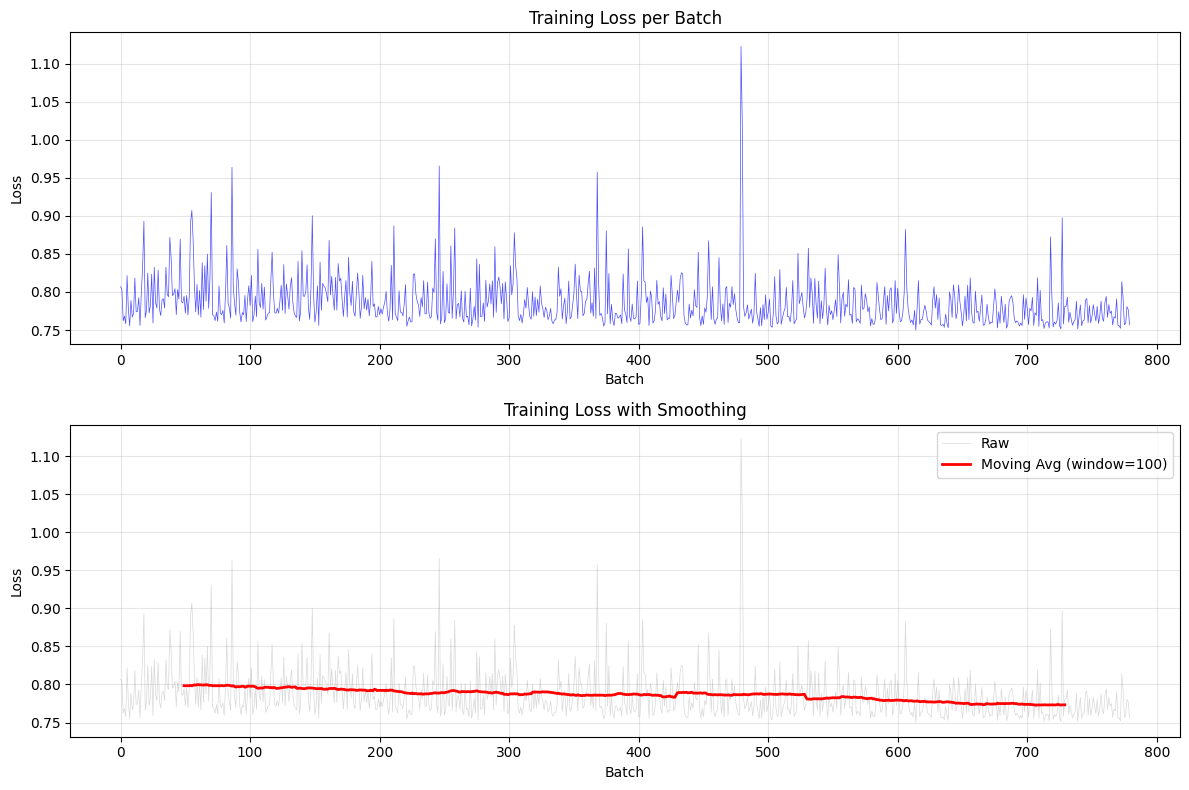 Training Loss per Batch
1.10
1.05
1.00
0.95
0.90
0.85
0.80
0.75
Loss
0 100 200 300 400 500 600 700 800
Batch
Training Loss with Smoothing
Raw
Moving Avg (window=100)
1.10
1.05
1.00
0.95
0.90
0.85
0.80
0.75
Loss
0 100 200 300 400 500 600 700 800
Batch